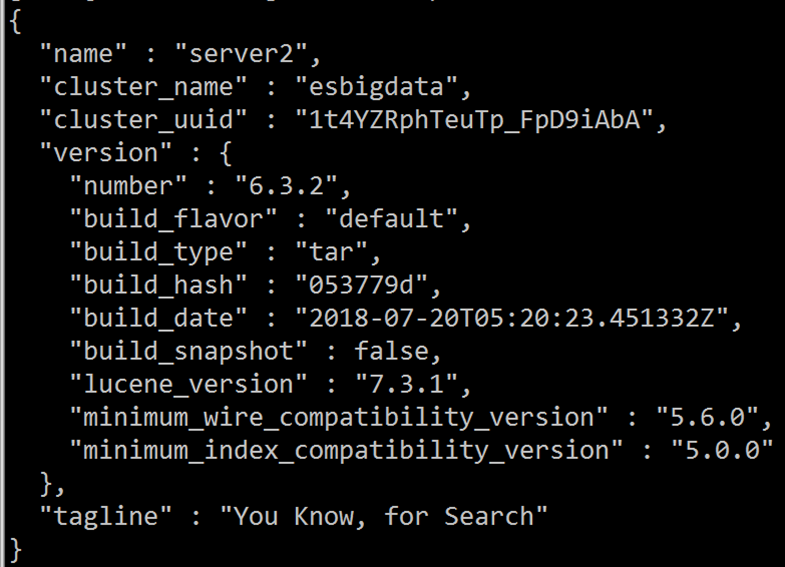 {
  "name" : "server2",
  "cluster_name" : "esbigdata",
  "cluster_uuid" : "1t4YZRphTeuTp_FpD9iAbA",
  "version" : {
    "number" : "6.3.2",
    "build_flavor" : "default",
    "build_type" : "tar",
    "build_hash" : "053779d",
    "build_date" : "2018-07-20T05:20:23.451332Z",
    "build_snapshot" : false,
    "lucene_version" : "7.3.1",
    "minimum_wire_compatibility_version" : "5.6.0",
    "minimum_index_compatibility_version" : "5.0.0"
  },
  "tagline" : "You Know, for Search"
}